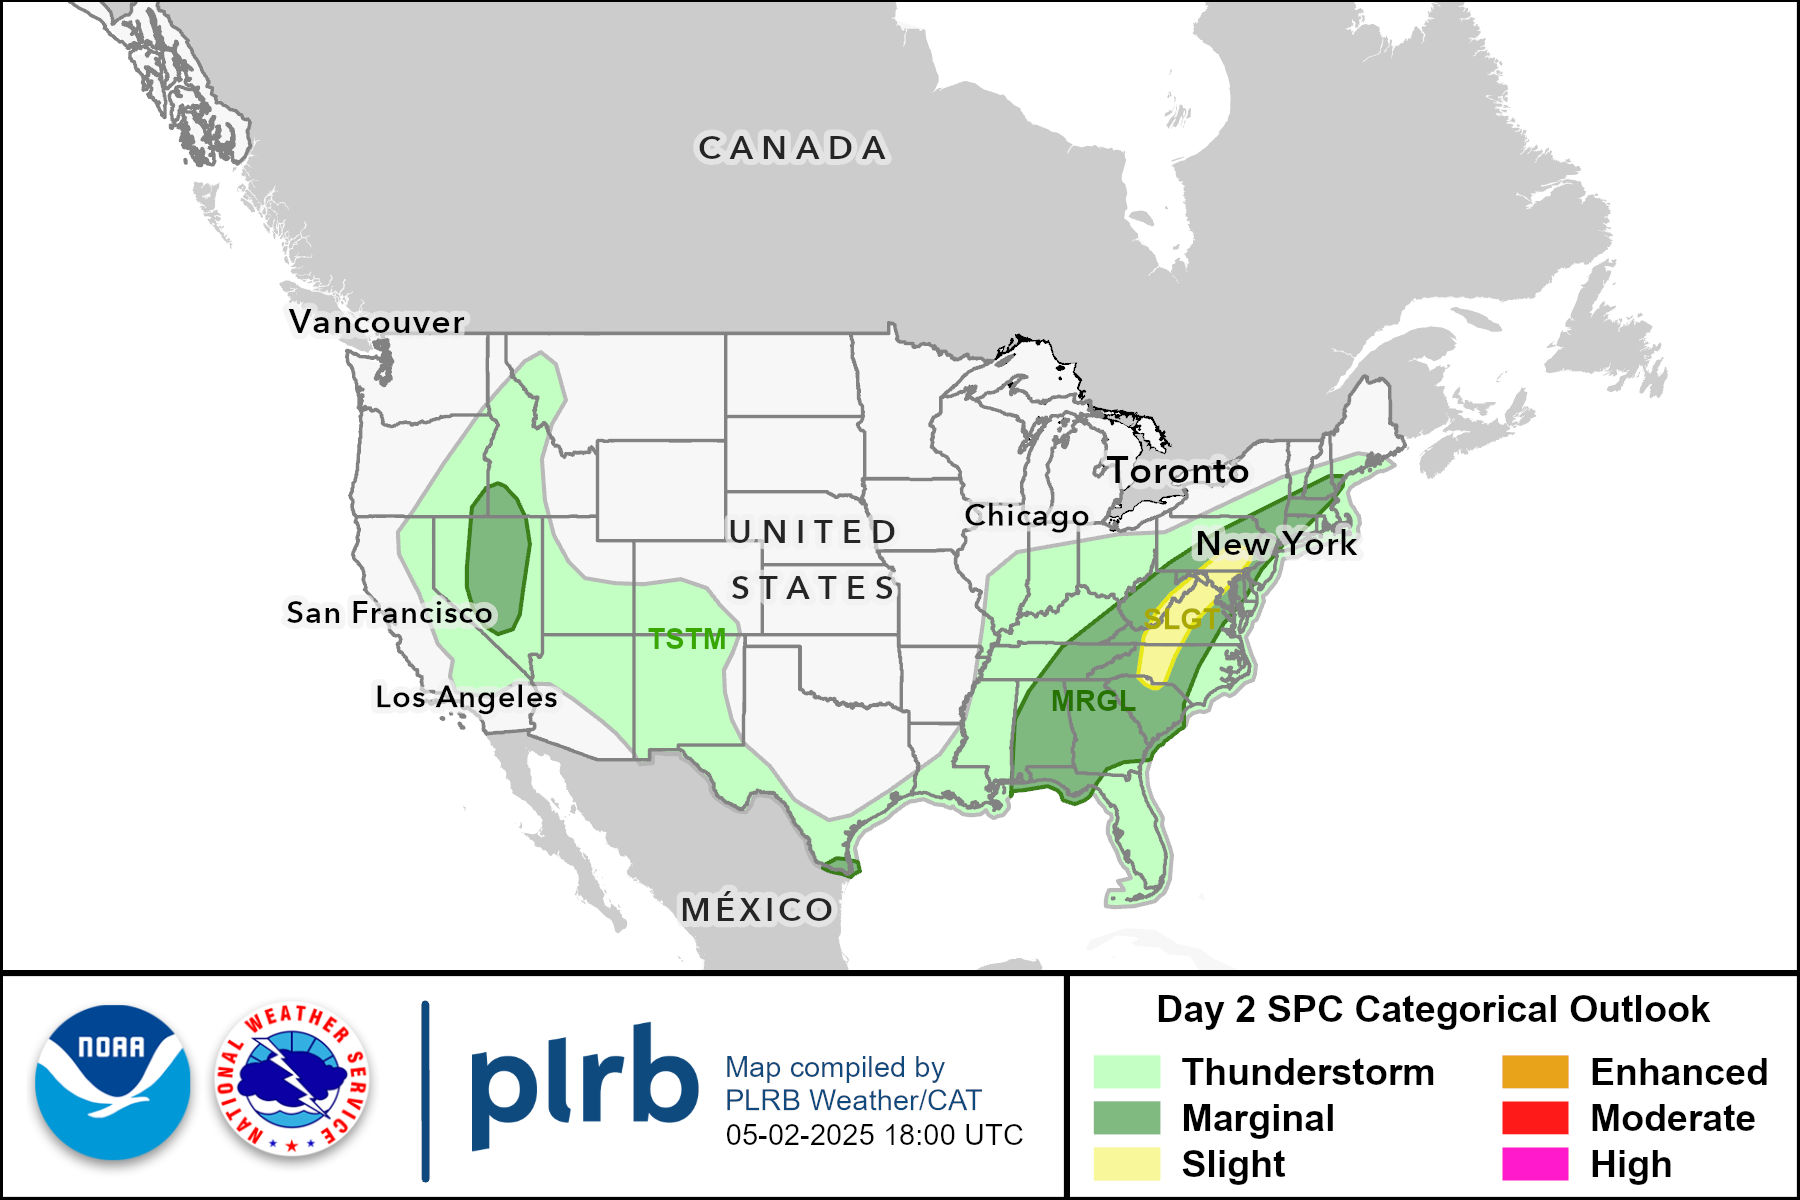 CANADA
Vancouver
Toronto
Chicago
UNITED
New York
STATES
San Francisco
SLGT
TSTM
Los Angeles
MRGL
MÉXICO
NOAA
NATIONAL WEATHER SERVICE
plrb
Map compiled by
PLRB Weather/CAT
05-02-2025 18:00 UTC
Day 2 SPC Categorical Outlook
Thunderstorm
Marginal
Slight
Enhanced
Moderate
High